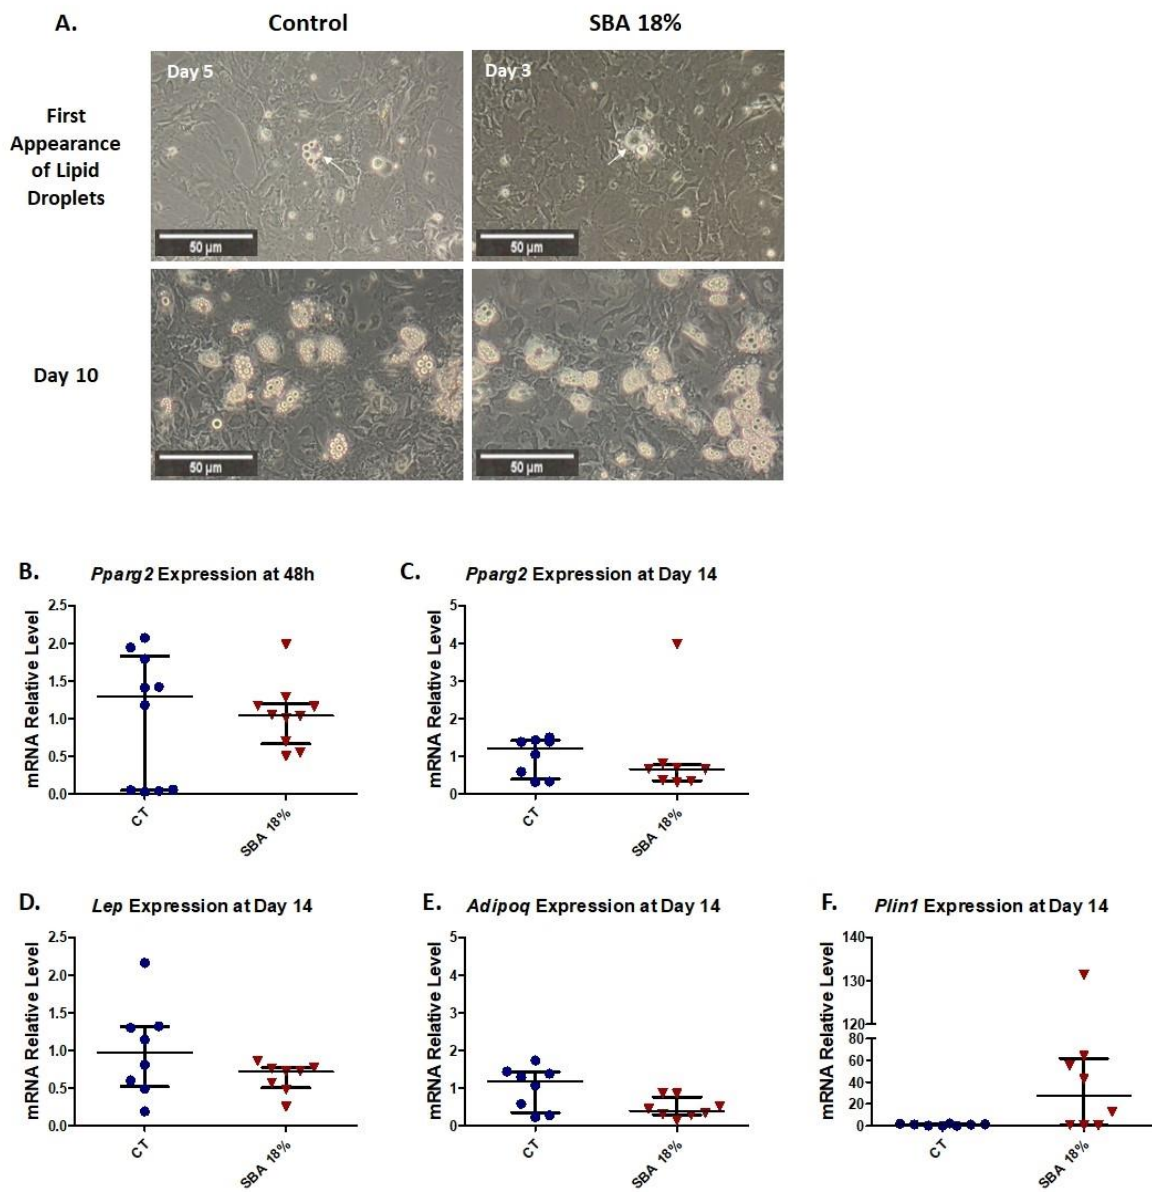 A.
Control
SBA 18%
First
Appearance
of Lipid
Droplets
Day 5
Day 3
50 µm
50 µm
Day 10
50 µm
50 µm
B.
Pparg2 Expression at 48h
mRNA Relative Level
2.5
2.0
1.5
1.0
0.5
0.0
CT
SBA 18%
C.
Pparg2 Expression at Day 14
mRNA Relative Level
5
4
3
2
1
0
CT
SBA 18%
D.
Lep Expression at Day 14
mRNA Relative Level
2.5
2.0
1.5
1.0
0.5
0.0
CT
SBA 18%
E.
Adipoq Expression at Day 14
mRNA Relative Level
5
4
3
2
1
0
CT
SBA 18%
F.
Plin1 Expression at Day 14
mRNA Relative Level
140
130
120
80
60
40
20
0
CT
SBA 18%